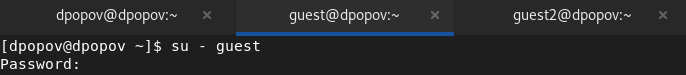 dpopov@dpopov:~ × guest@dpopov:~ × guest2@dpopov:~ ×
[dpopov@dpopov ~]$ su - guest
Password: